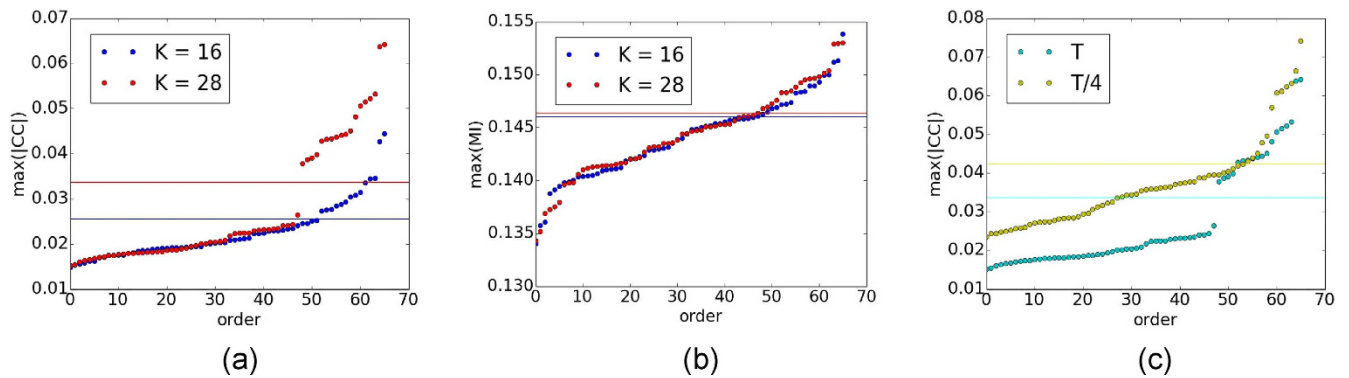 0.07
0.06
0.05
0.04
0.03
0.02
0.01
max(|CC|)
K = 16
K = 28
0 10 20 30 40 50 60 70
order
(a)
0.155
0.150
0.145
0.140
0.135
0.130
max(MI)
K = 16
K = 28
0 10 20 30 40 50 60 70
order
(b)
0.08
0.07
0.06
0.05
0.04
0.03
0.02
0.01
max(|CC|)
T
T/4
0 10 20 30 40 50 60 70
order
(c)